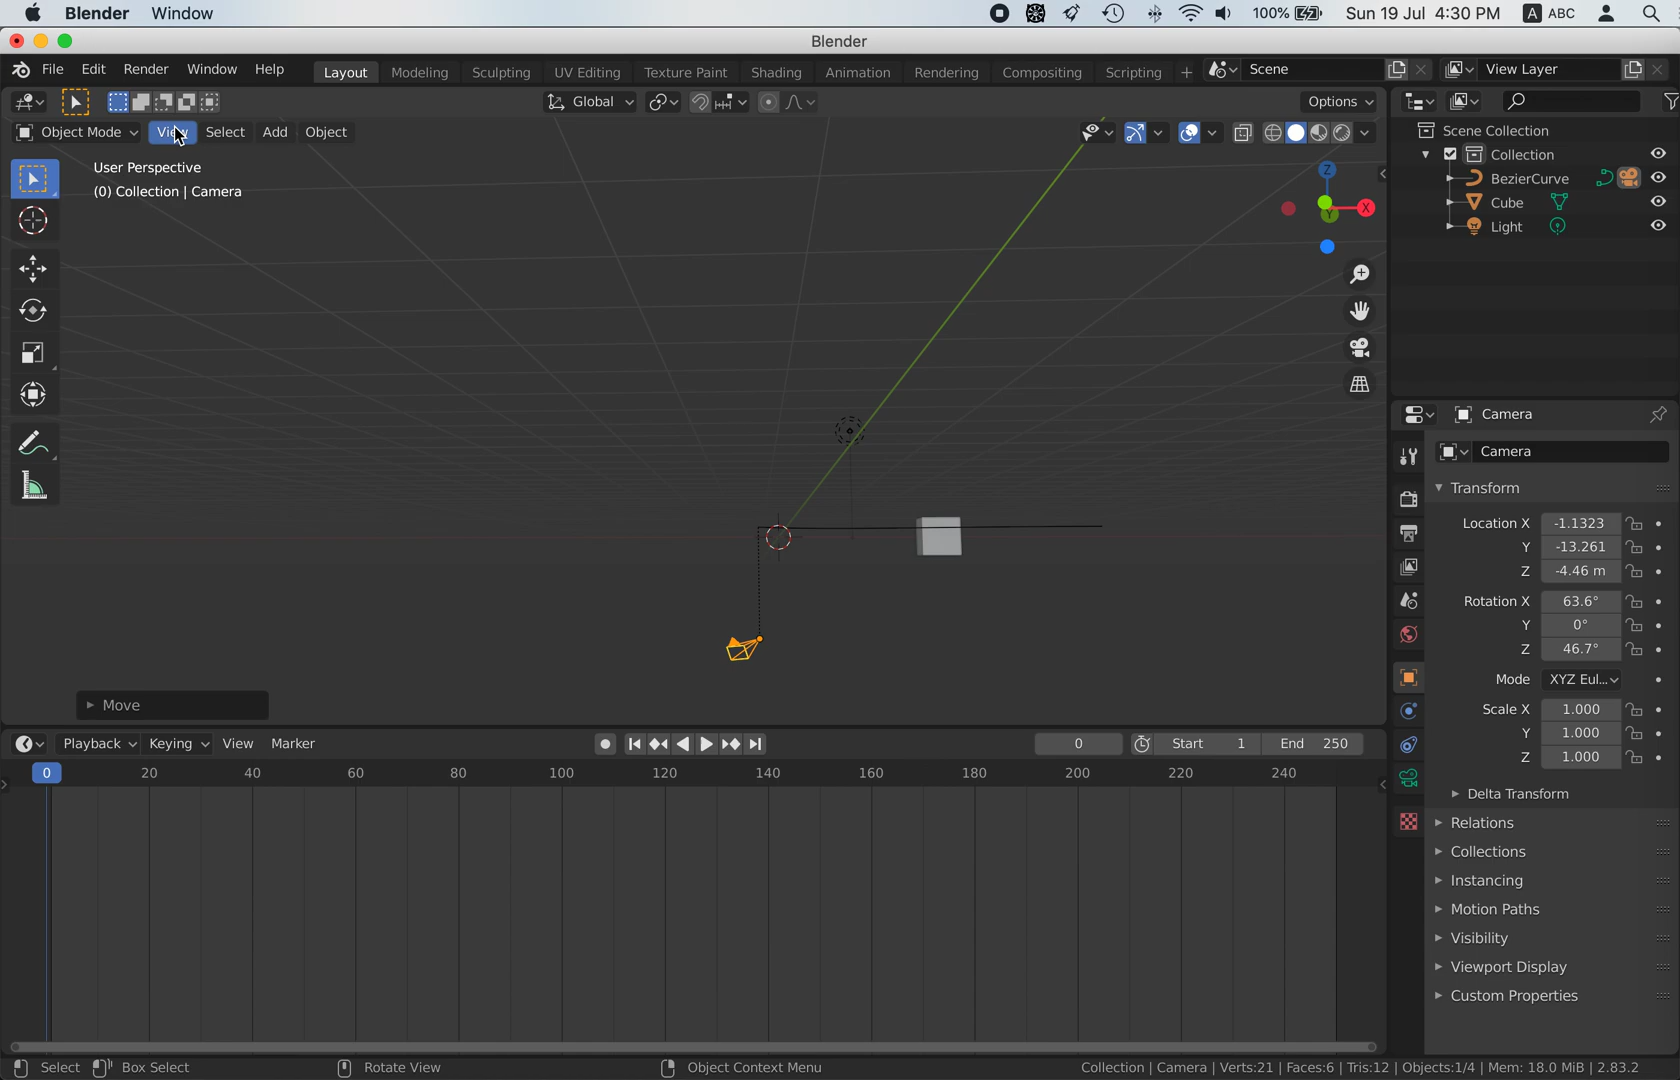 Blender Window 100% Sun 19 Jul 4:30 PM A ABC
Blender
File Edit Render Window Help Layout Modeling Sculpting UV Editing Texture Paint Shading Animation Rendering Compositing Scripting + Scene View Layer
Global Options
Object Mode View Select Add Object
Scene Collection
Collection
BezierCurve
Cube
Light
User Perspective
(0) Collection | Camera
Z
X
Y
Camera
Camera
Transform
Location X -1.1323
Y -13.261
Z -4.46 m
Rotation X 63.6°
Y 0°
Z 46.7°
Mode XYZ Eul...
Scale X 1.000
Y 1.000
Z 1.000
Delta Transform
Relations
Collections
Instancing
Motion Paths
Visibility
Viewport Display
Custom Properties
Move
Playback Keying View Marker 0 Start 1 End 250
0 20 40 60 80 100 120 140 160 180 200 220 240
Select Box Select Rotate View Object Context Menu Collection | Camera | Verts:21 | Faces:6 | Tris:12 | Objects:1/4 | Mem: 18.0 MiB | 2.83.2